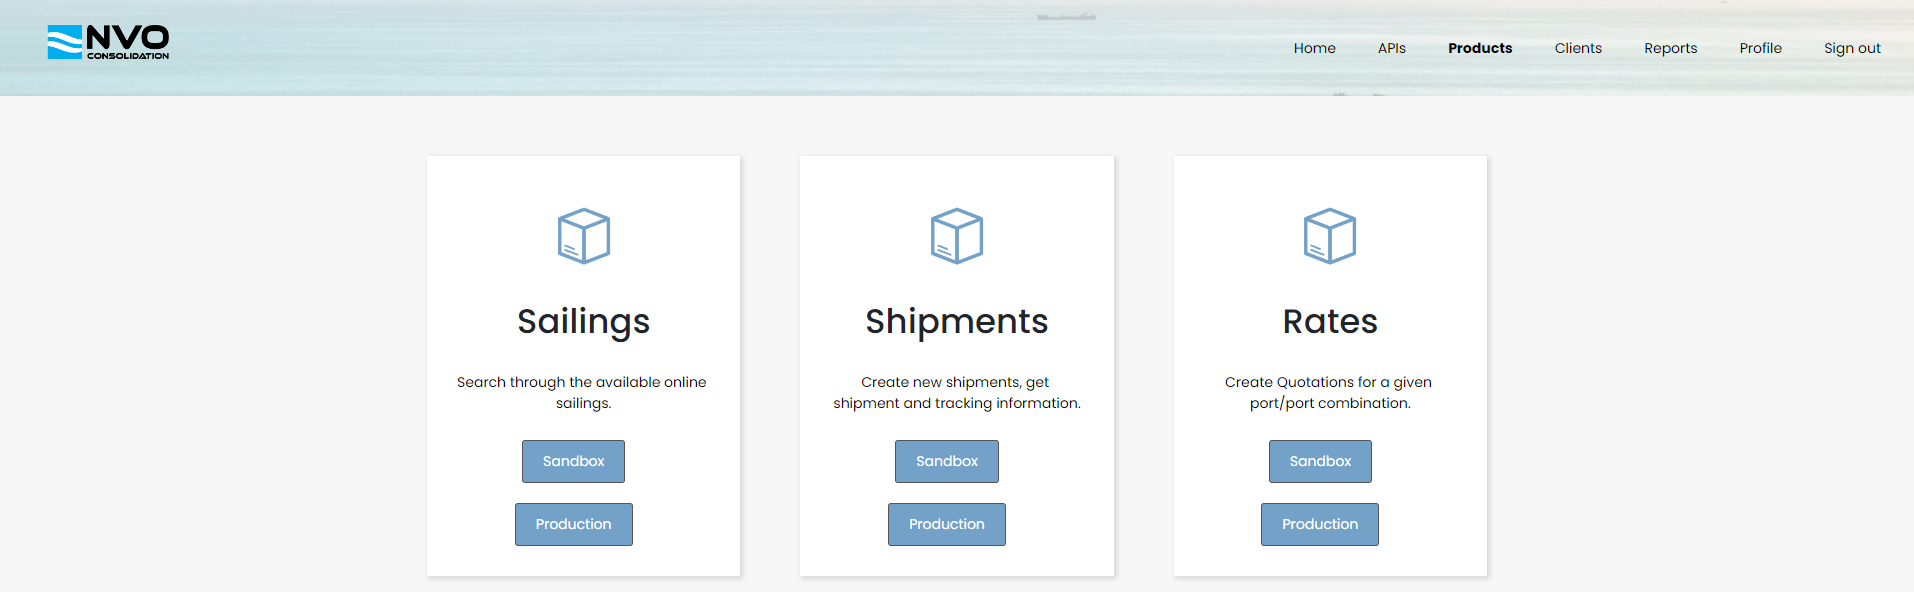 NVO
CONSOLIDATION
Home APIs Products Clients Reports Profile Sign out
Sailings
Search through the available online
sailings.
Sandbox
Production
Shipments
Create new shipments, get
shipment and tracking information.
Sandbox
Production
Rates
Create Quotations for a given
port/port combination.
Sandbox
Production